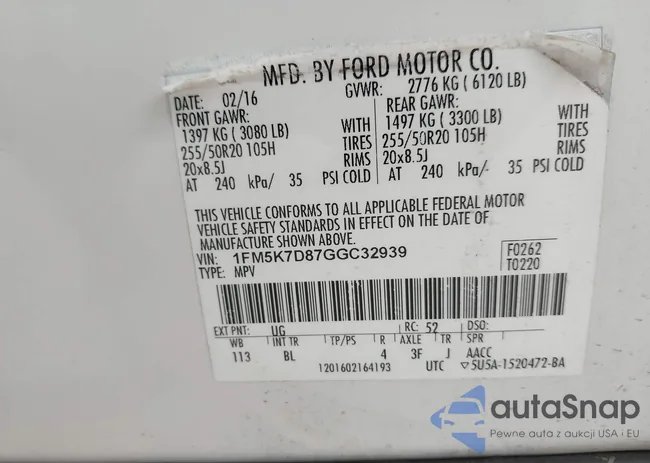 MFD. BY FORD MOTOR CO.
DATE: 02/16 GVWR: 2776 KG ( 6120 LB)
FRONT GAWR: REAR GAWR:
1397 KG ( 3080 LB) WITH 1497 KG ( 3300 LB) WITH
255/50R20 105H TIRES 255/50R20 105H TIRES
20x8.5J RIMS 20x8.5J RIMS
AT 240 kPa/ 35 PSI COLD AT 240 kPa/ 35 PSI COLD
THIS VEHICLE CONFORMS TO ALL APPLICABLE FEDERAL MOTOR
VEHICLE SAFETY STANDARDS IN EFFECT ON THE DATE OF
MANUFACTURE SHOWN ABOVE.
VIN: 1FM5K7D87GGC32939 F0262
TYPE: MPV T0220
EXT PNT: UG RC: 52 DSO:
WB INT TR TP/PS R AXLE TR SPR
113 BL 4 3F J AACC
1201602164193 UTC ▽5U5A-1520472-BA
autoSnap
Pewne auta z aukcji USA i EU